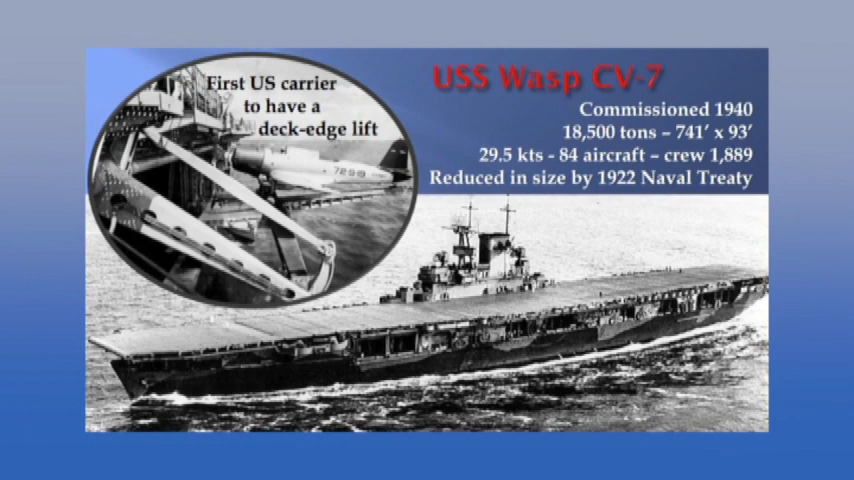 First US carrier
to have a
deck-edge lift
USS Wasp CV-7
Commissioned 1940
18,500 tons – 741’ x 93’
29.5 kts - 84 aircraft – crew 1,889
Reduced in size by 1922 Naval Treaty